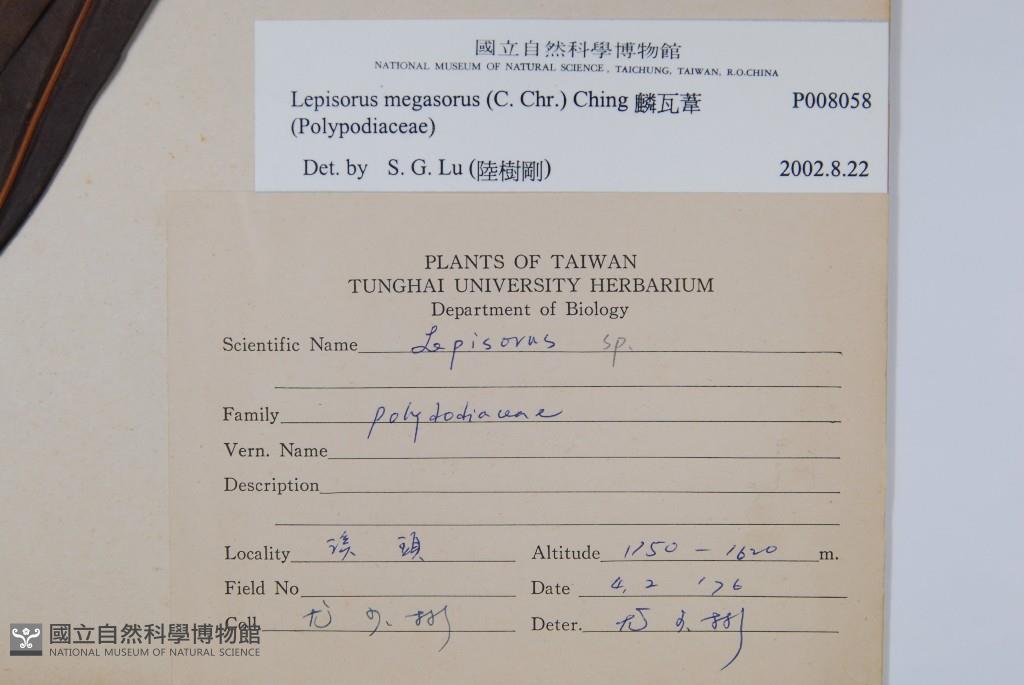 國立自然科學博物館
NATIONAL MUSEUM OF NATURAL SCIENCE, TAICHUNG, TAIWAN, R.O.CHINA
Lepisorus megasorus (C. Chr.) Ching 麟瓦葦 P008058
(Polypodiaceae)
Det. by S. G. Lu (陸樹剛) 2002.8.22
PLANTS OF TAIWAN
TUNGHAI UNIVERSITY HERBARIUM
Department of Biology
Scientific Name Lepisorus sp.
Family
Vern. Name
Description
Locality 溪頭 Altitude 1150 - 1620 m.
Field No Date 4, 2 '76
Coll.
Deter.
國立自然科學博物館
NATIONAL MUSEUM OF NATURAL SCIENCE